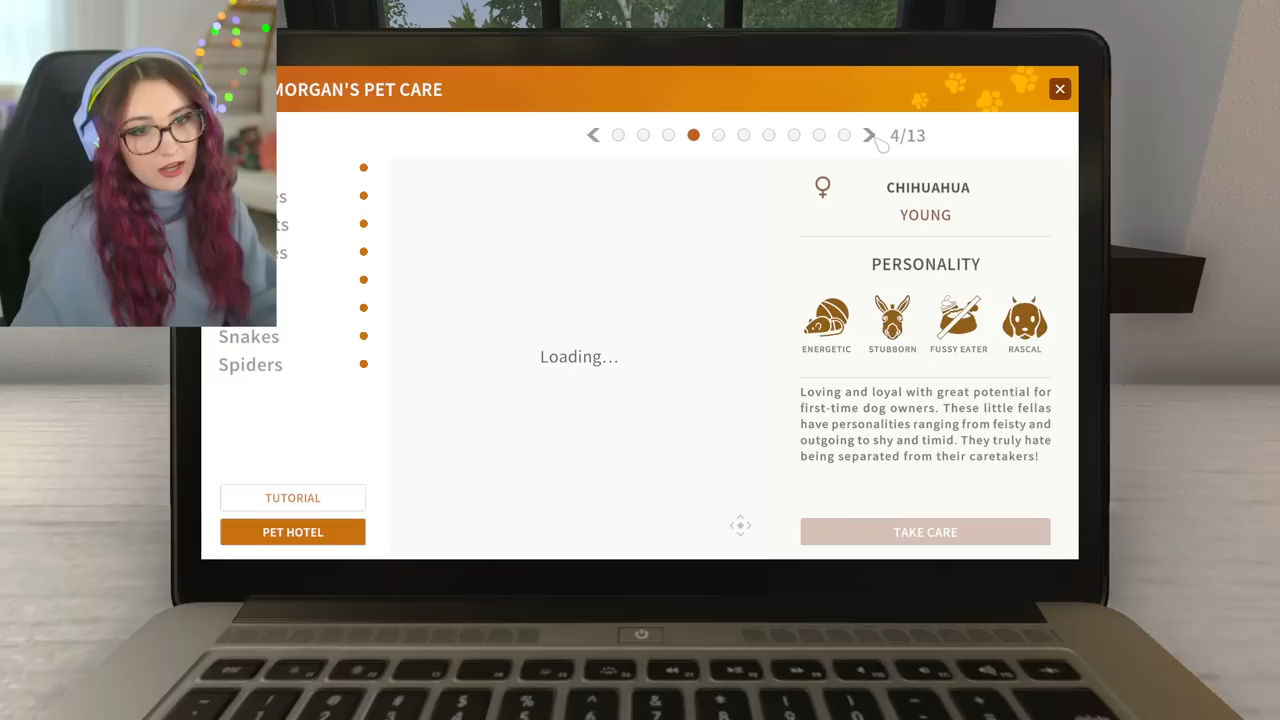 MORGAN'S PET CARE
4/13
CHIHUAHUA
YOUNG
PERSONALITY
ENERGETIC STUBBORN FUSSY EATER RASCAL
Loving and loyal with great potential for
first-time dog owners. These little fellas
have personalities ranging from feisty and
outgoing to shy and timid. They truly hate
being separated from their caretakers!
TAKE CARE
Loading...
Snakes
Spiders
TUTORIAL
PET HOTEL